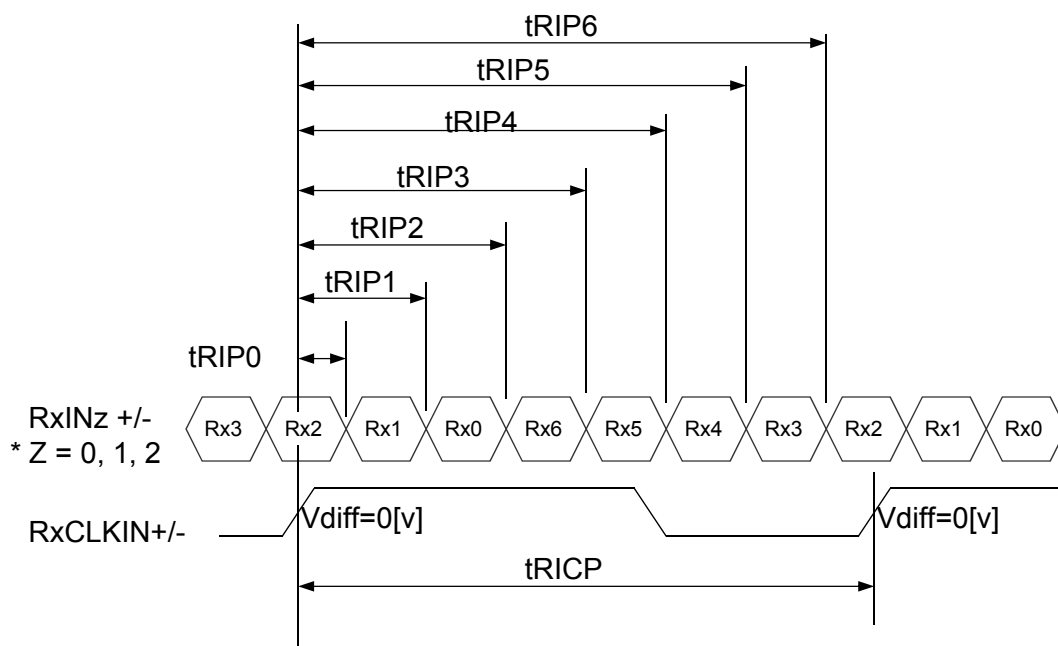 tRIP6
tRIP5
tRIP4
tRIP3
tRIP2
tRIP1
tRIP0
RxINz +/-
* Z = 0, 1, 2
Rx3 Rx2 Rx1 Rx0 Rx6 Rx5 Rx4 Rx3 Rx2 Rx1 Rx0
RxCLKIN+/- Vdiff=0[v] Vdiff=0[v]
tRICP